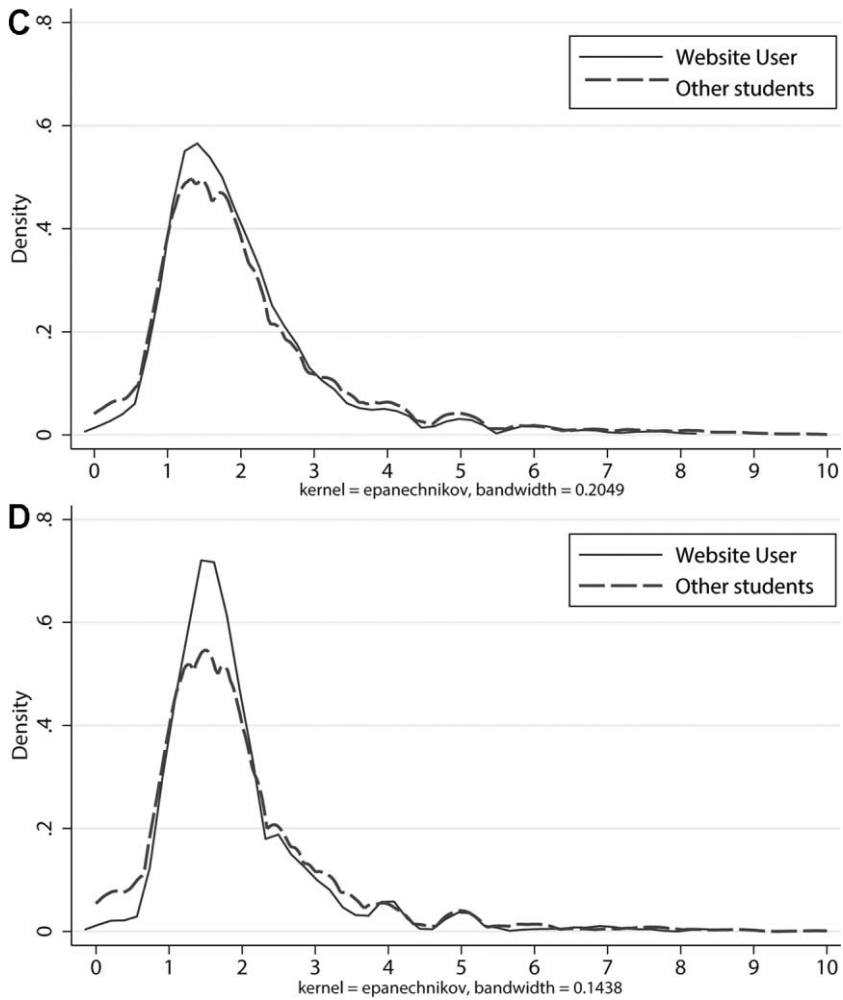 C
.8
.6
.4
.2
0
Density
Website User
Other students
0 1 2 3 4 5 6 7 8 9 10
kernel = epanechnikov, bandwidth = 0.2049
D
.8
.6
.4
.2
0
Density
Website User
Other students
0 1 2 3 4 5 6 7 8 9 10
kernel = epanechnikov, bandwidth = 0.1438